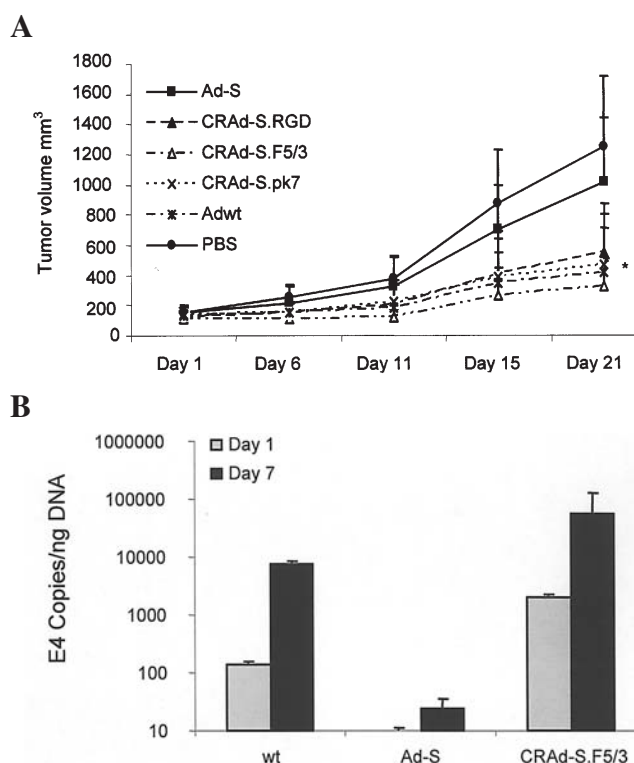 A
Tumor volume mm³
1800
1600
1400
1200
1000
800
600
400
200
0
Ad-S
CRAd-S.RGD
CRAd-S.F5/3
CRAd-S.pk7
Adwt
PBS
*
Day 1
Day 6
Day 11
Day 15
Day 21
B
E4 Copies/ng DNA
1000000
100000
10000
1000
100
10
Day 1
Day 7
wt
Ad-S
CRAd-S.F5/3